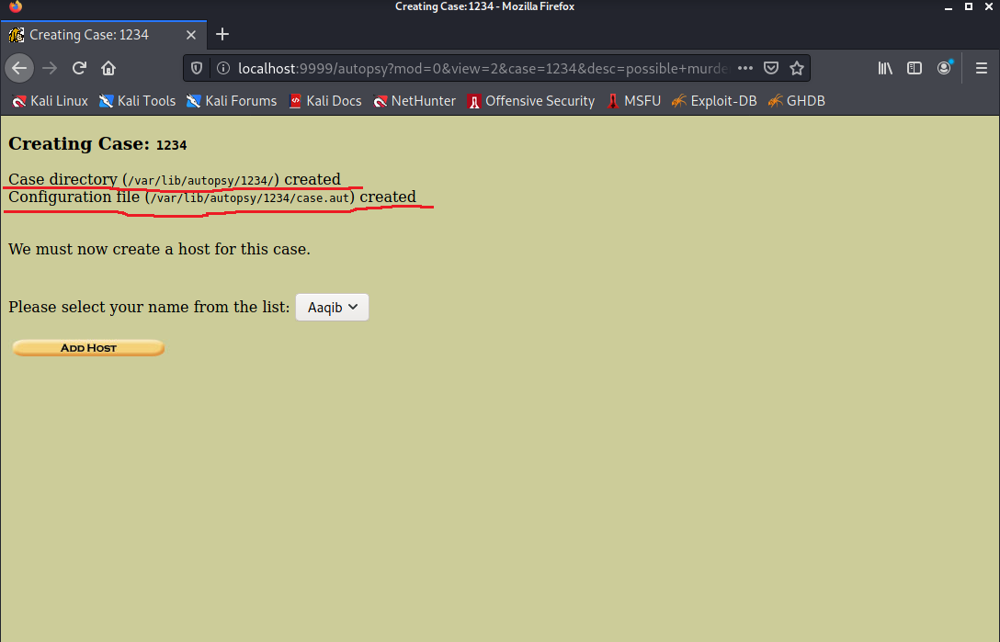 Creating Case: 1234 - Mozilla Firefox
Creating Case: 1234
localhost:9999/autopsy?mod=0&view=2&case=1234&desc=possible+murde
Kali Linux Kali Tools Kali Forums Kali Docs NetHunter Offensive Security MSFU Exploit-DB GHDB
Creating Case: 1234
Case directory (/var/lib/autopsy/1234/) created
Configuration file (/var/lib/autopsy/1234/case.aut) created
We must now create a host for this case.
Please select your name from the list: Aaqib
ADD HOST